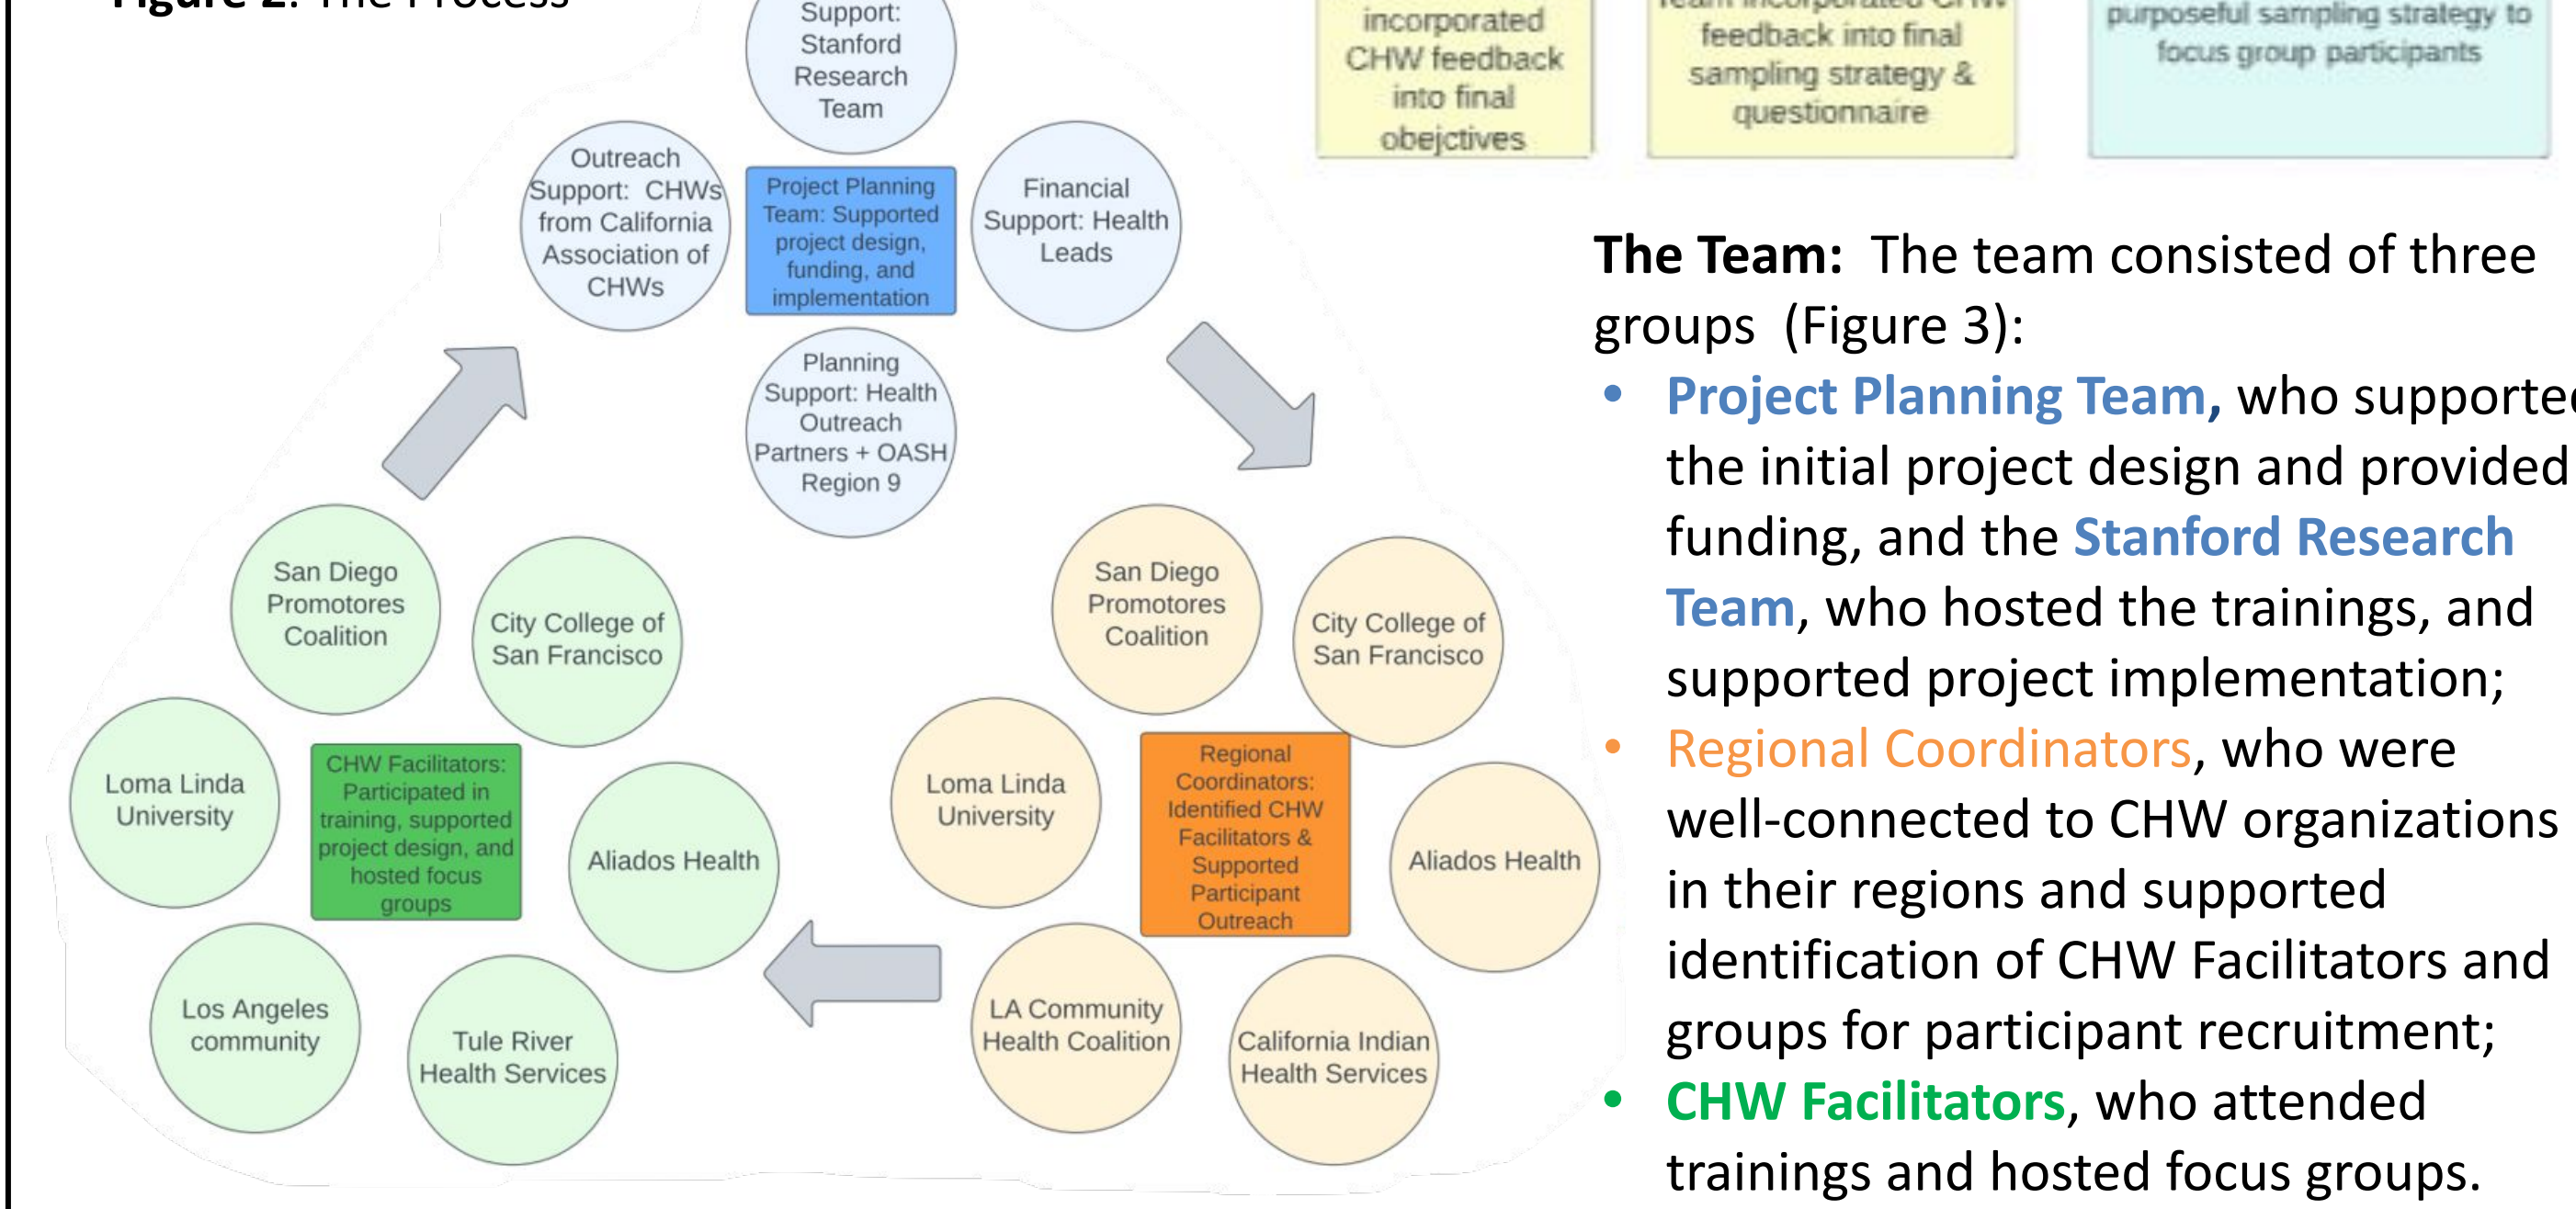 Figure 2: The Process
Support:
Stanford
Research
Team
Outreach
Support: CHWs
from California
Association of
CHWs
Project Planning
Team: Supported
project design,
funding, and
implementation
Financial
Support: Health
Leads
Planning
Support: Health
Outreach
Partners + OASH
Region 9
San Diego
Promotores
Coalition
City College of
San Francisco
Loma Linda
University
CHW Facilitators:
Participated in
training, supported
project design, and
hosted focus
groups
Aliados Health
Los Angeles
community
Tule River
Health Services
San Diego
Promotores
Coalition
City College of
San Francisco
Loma Linda
University
Regional
Coordinators:
Identified CHW
Facilitators &
Supported
Participant
Outreach
Aliados Health
LA Community
Health Coalition
California Indian
Health Services
incorporated
CHW feedback
into final
obejctives
Team incorporated CHW
feedback into final
sampling strategy &
questionnaire
purposeful sampling strategy to
focus group participants
The Team: The team consisted of three
groups (Figure 3):
• Project Planning Team, who supported
the initial project design and provided
funding, and the Stanford Research
Team, who hosted the trainings, and
supported project implementation;
• Regional Coordinators, who were
well-connected to CHW organizations
in their regions and supported
identification of CHW Facilitators and
groups for participant recruitment;
• CHW Facilitators, who attended
trainings and hosted focus groups.